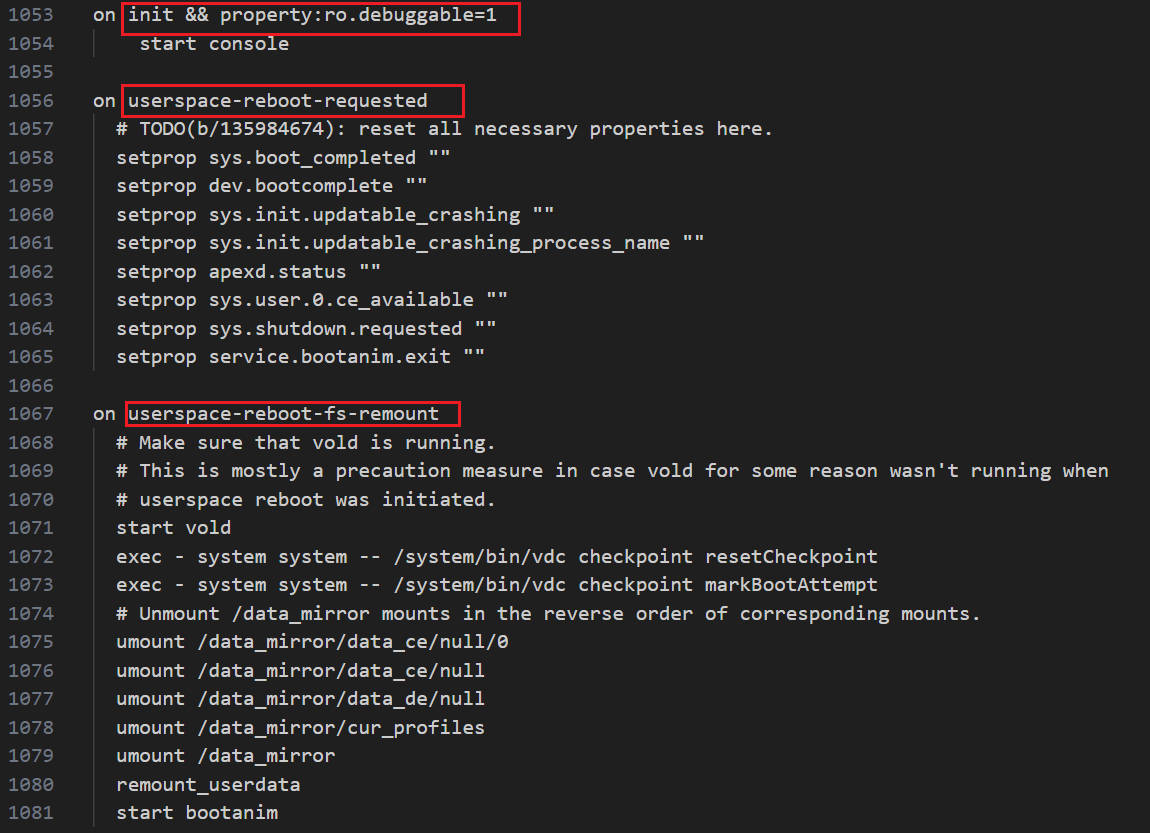 1053 on init && property:ro.debuggable=1
1054 start console
1055
1056 on userspace-reboot-requested
1057 # TODO(b/135984674): reset all necessary properties here.
1058 setprop sys.boot_completed ""
1059 setprop dev.bootcomplete ""
1060 setprop sys.init.updatable_crashing ""
1061 setprop sys.init.updatable_crashing_process_name ""
1062 setprop apexd.status ""
1063 setprop sys.user.0.ce_available ""
1064 setprop sys.shutdown.requested ""
1065 setprop service.bootanim.exit ""
1066
1067 on userspace-reboot-fs-remount
1068 # Make sure that vold is running.
1069 # This is mostly a precaution measure in case vold for some reason wasn't running when
1070 # userspace reboot was initiated.
1071 start vold
1072 exec - system system -- /system/bin/vdc checkpoint resetCheckpoint
1073 exec - system system -- /system/bin/vdc checkpoint markBootAttempt
1074 # Unmount /data_mirror mounts in the reverse order of corresponding mounts.
1075 umount /data_mirror/data_ce/null/0
1076 umount /data_mirror/data_ce/null
1077 umount /data_mirror/data_de/null
1078 umount /data_mirror/cur_profiles
1079 umount /data_mirror
1080 remount_userdata
1081 start bootanim